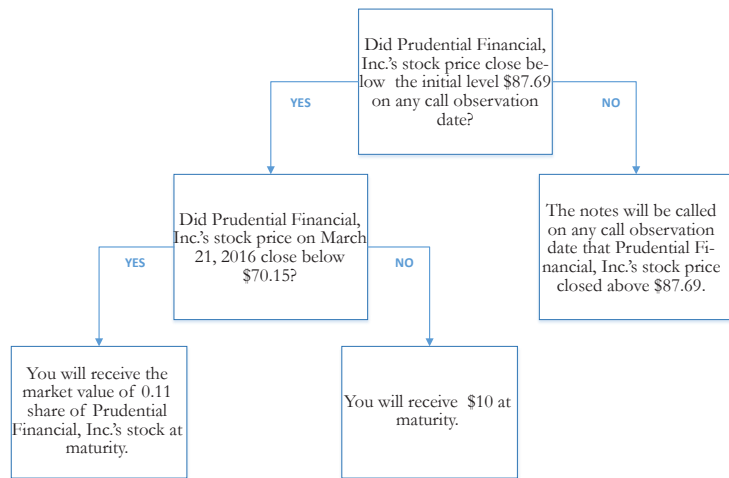 Did Prudential Financial,
Inc.'s stock price close be-
low the initial level $87.69
on any call observation
date?
YES
NO
Did Prudential Financial,
Inc.'s stock price on March
21, 2016 close below
$70.15?
The notes will be called
on any call observation
date that Prudential Fi-
nancial, Inc.'s stock price
closed above $87.69.
YES
NO
You will receive the
market value of 0.11
share of Prudential
Financial, Inc.'s stock at
maturity.
You will receive $10 at
maturity.